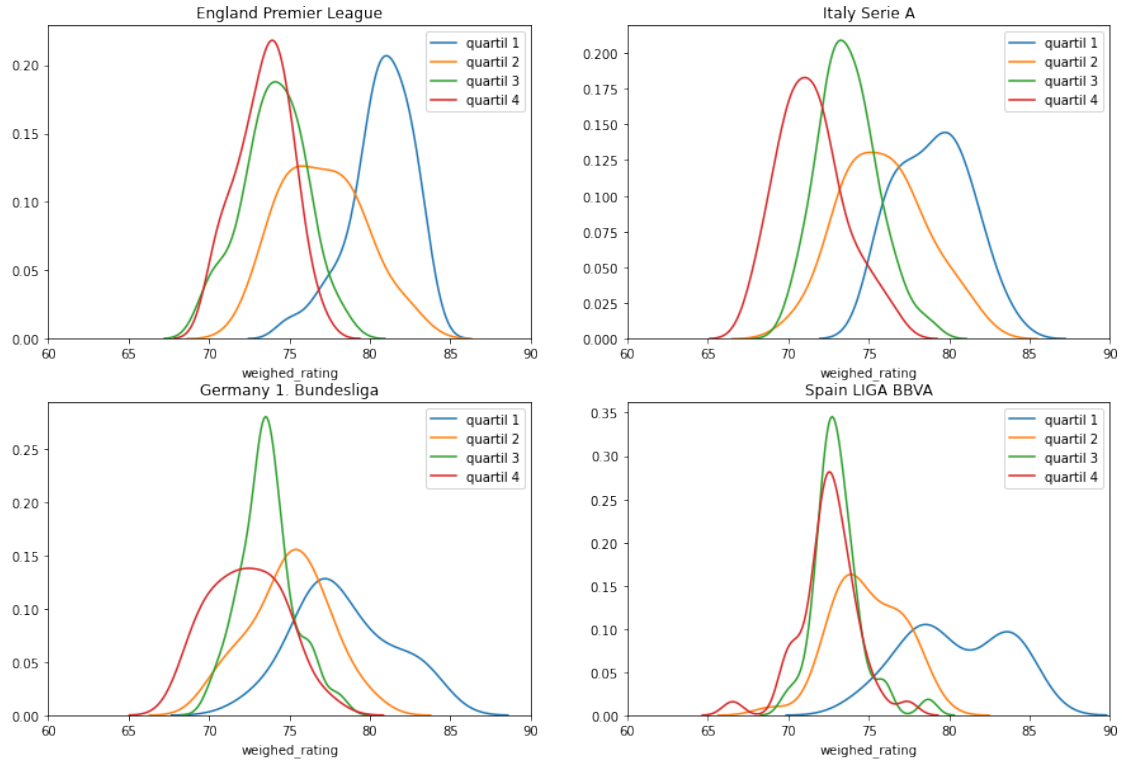 England Premier League
quartil 1
quartil 2
quartil 3
quartil 4
0.20
0.15
0.10
0.05
0.00
60 65 70 75 80 85 90
weighed_rating
Italy Serie A
quartil 1
quartil 2
quartil 3
quartil 4
0.200
0.175
0.150
0.125
0.100
0.075
0.050
0.025
0.000
60 65 70 75 80 85 90
weighed_rating
Germany 1. Bundesliga
quartil 1
quartil 2
quartil 3
quartil 4
0.25
0.20
0.15
0.10
0.05
0.00
60 65 70 75 80 85 90
weighed_rating
Spain LIGA BBVA
quartil 1
quartil 2
quartil 3
quartil 4
0.35
0.30
0.25
0.20
0.15
0.10
0.05
0.00
60 65 70 75 80 85 90
weighed_rating